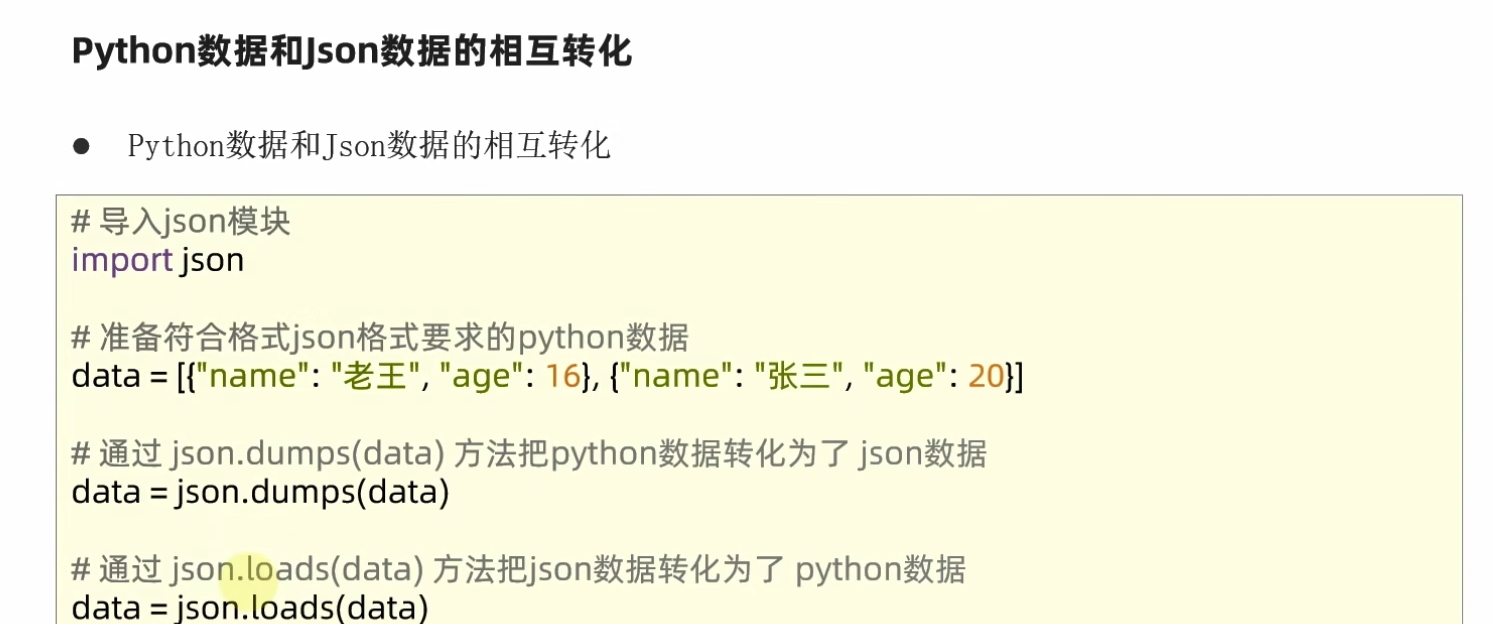 Python数据和Json数据的相互转化
● Python数据和Json数据的相互转化
# 导入json模块
import json
# 准备符合格式json格式要求的python数据
data = [{"name": "老王", "age": 16}, {"name": "张三", "age": 20}]
# 通过 json.dumps(data) 方法把python数据转化为了 json数据
data = json.dumps(data)
# 通过 json.loads(data) 方法把json数据转化为了 python数据
data = json.loads(data)